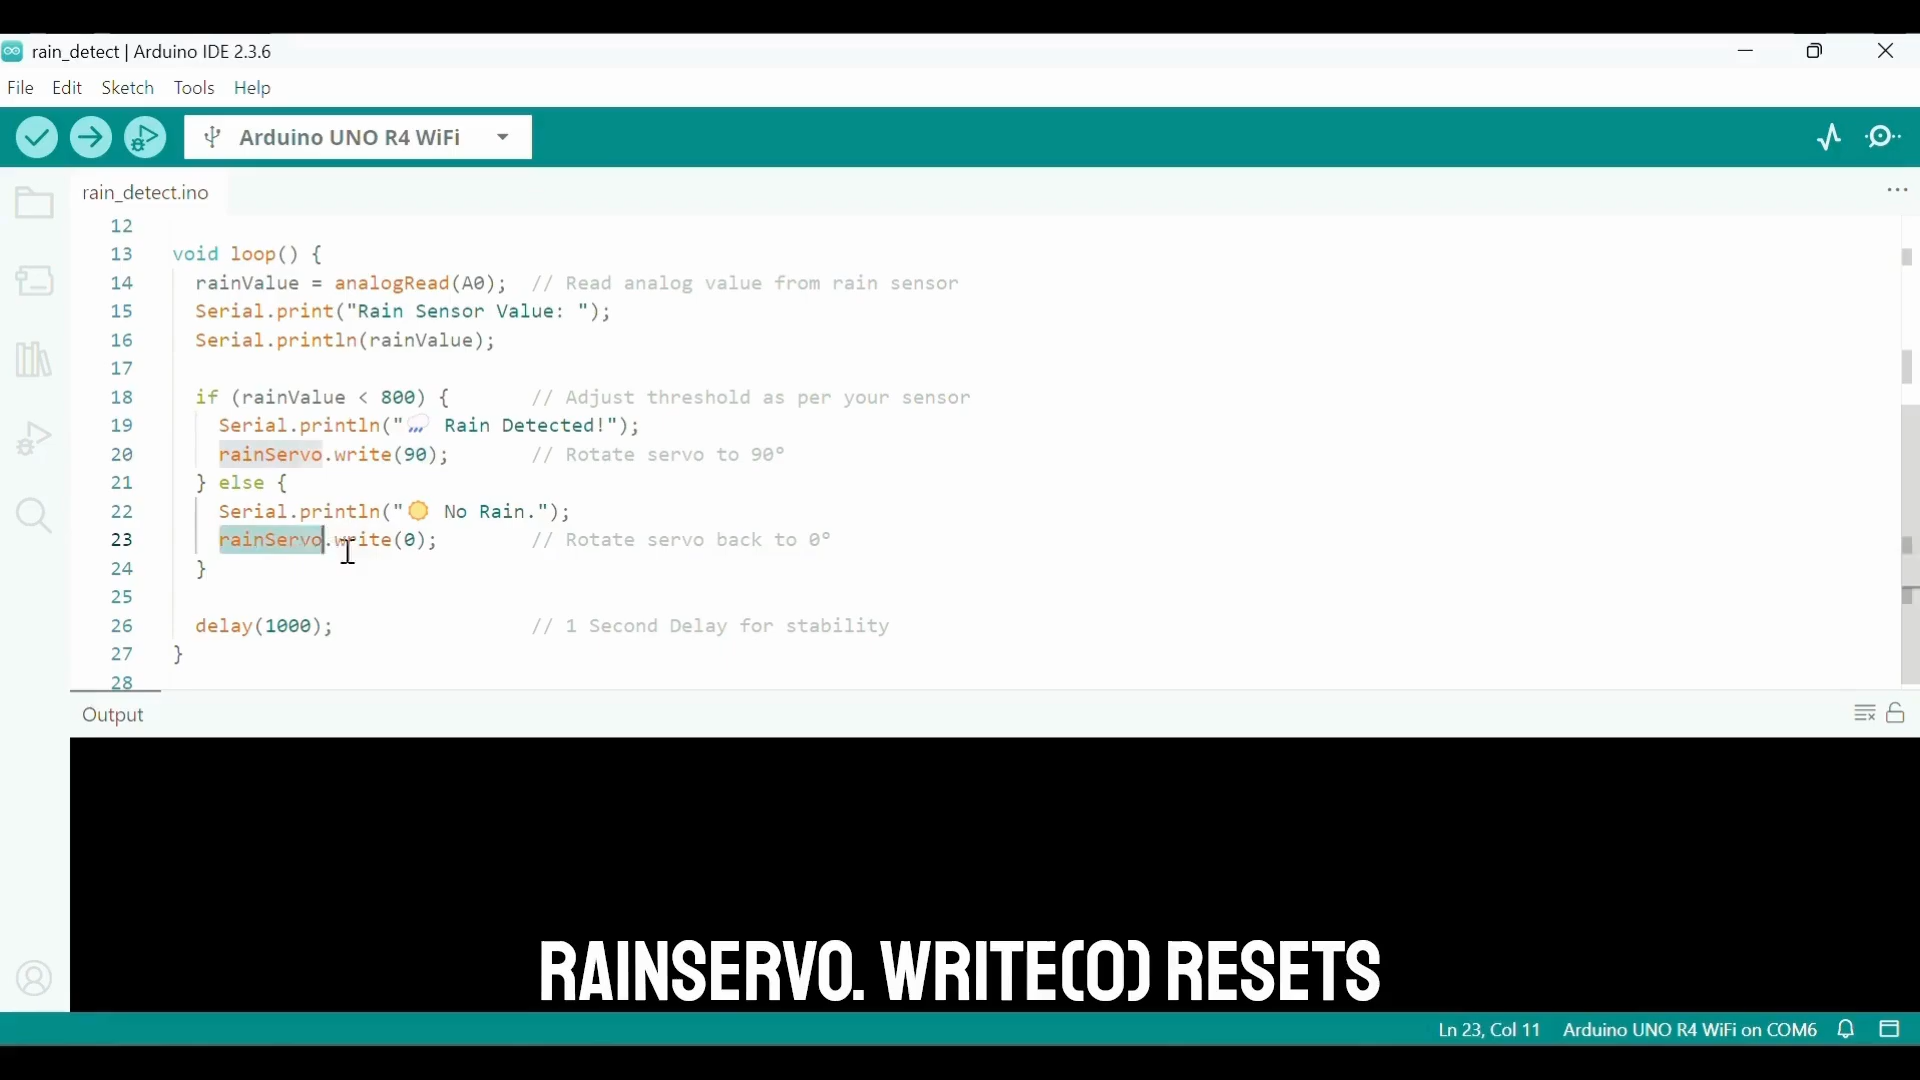 rain_detect | Arduino IDE 2.3.6
File Edit Sketch Tools Help
Arduino UNO R4 WiFi
rain_detect.ino
12
13 void loop() {
14 rainValue = analogRead(A0); // Read analog value from rain sensor
15 Serial.print("Rain Sensor Value: ");
16 Serial.println(rainValue);
17
18 if (rainValue < 800) { // Adjust threshold as per your sensor
19 Serial.println("🌧 Rain Detected!");
20 rainServo.write(90); // Rotate servo to 90°
21 } else {
22 Serial.println("☀ No Rain.");
23 rainServo.write(0); // Rotate servo back to 0°
24 }
25
26 delay(1000); // 1 Second Delay for stability
27 }
28
Output
RAINSERVO. WRITE(0) RESETS
Ln 23, Col 11 Arduino UNO R4 WiFi on COM6